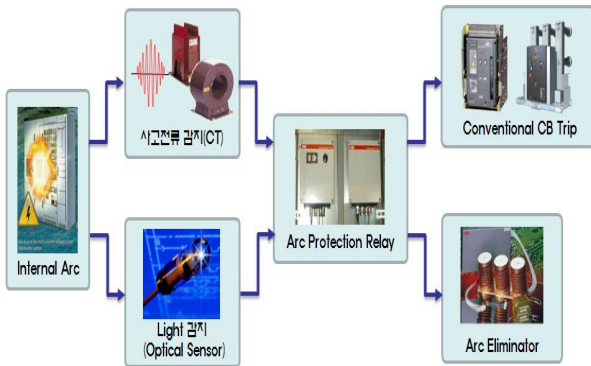 Internal Arc
사고전류 감지(CT)
Light 감지
(Optical Sensor)
Arc Protection Relay
Conventional CB Trip
Arc Eliminator